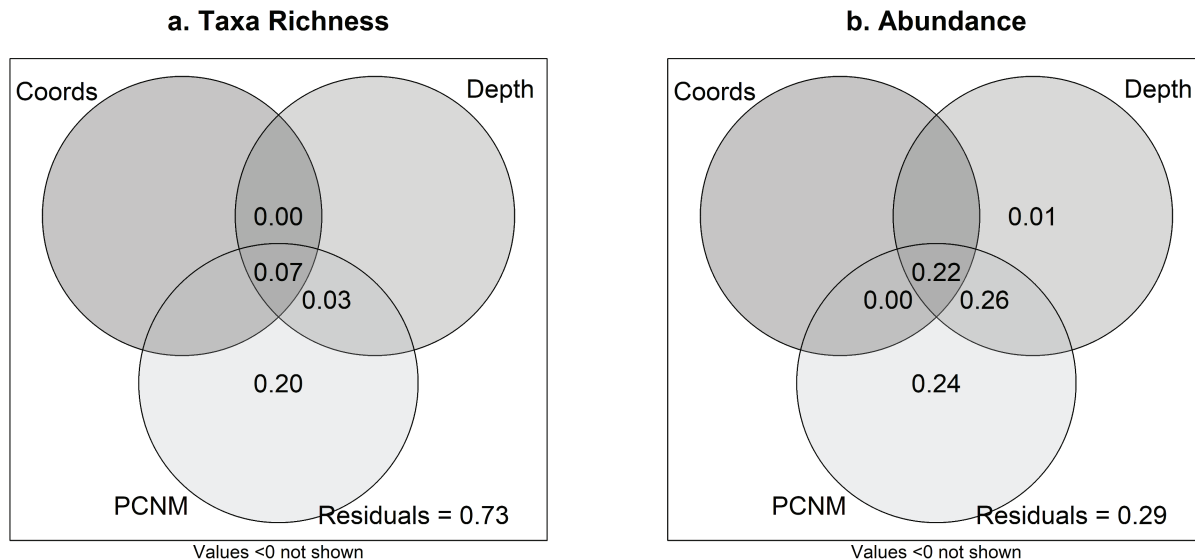 a. Taxa Richness
Coords
Depth
0.00
0.07
0.03
0.20
PCNM
Residuals = 0.73
Values <0 not shown
b. Abundance
Coords
Depth
0.01
0.22
0.00
0.26
0.24
PCNM
Residuals = 0.29
Values <0 not shown